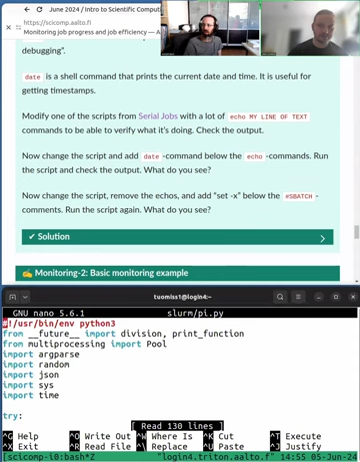 June 2024 / Intro to Scientific Comput
https://scicomp.aalto.fi
Monitoring job progress and job efficiency — A
debugging".
date is a shell command that prints the current date and time. It is useful for
getting timestamps.
Modify one of the scripts from Serial Jobs with a lot of echo MY LINE OF TEXT
commands to be able to verify what it's doing. Check the output.
Now change the script and add date -command below the echo -commands. Run
the script and check the output. What do you see?
Now change the script, remove the echos, and add "set -x" below the #SBATCH -
comments. Run the script again. What do you see?
✔ Solution
✍ Monitoring-2: Basic monitoring example
tuomiss1@login4:~
GNU nano 5.6.1 slurm/pi.py
#!/usr/bin/env python3
from __future__ import division, print_function
from multiprocessing import Pool
import argparse
import random
import json
import sys
import time
try:
[ Read 130 lines ]
^G Help ^O Write Out ^W Where Is ^K Cut ^T Execute
^X Exit ^R Read File ^\ Replace ^U Paste ^J Justify
[scicomp-i0:bash*Z "login4.triton.aalto.f" 14:55 05-Jun-24